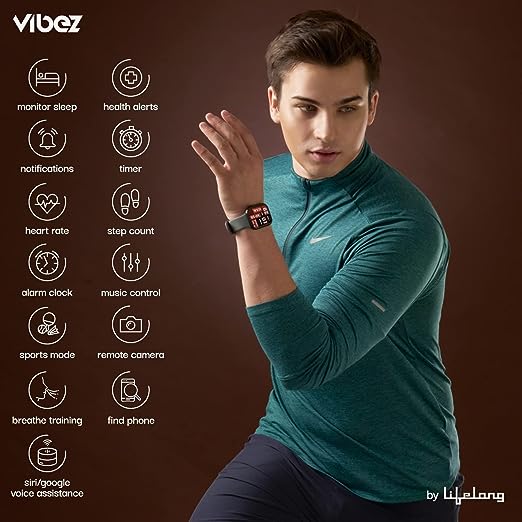 VIbez
monitor sleep
health alerts
notifications
timer
heart rate
step count
alarm clock
music control
sports mode
remote camera
breathe training
find phone
siri/google
voice assistance
by lifelong